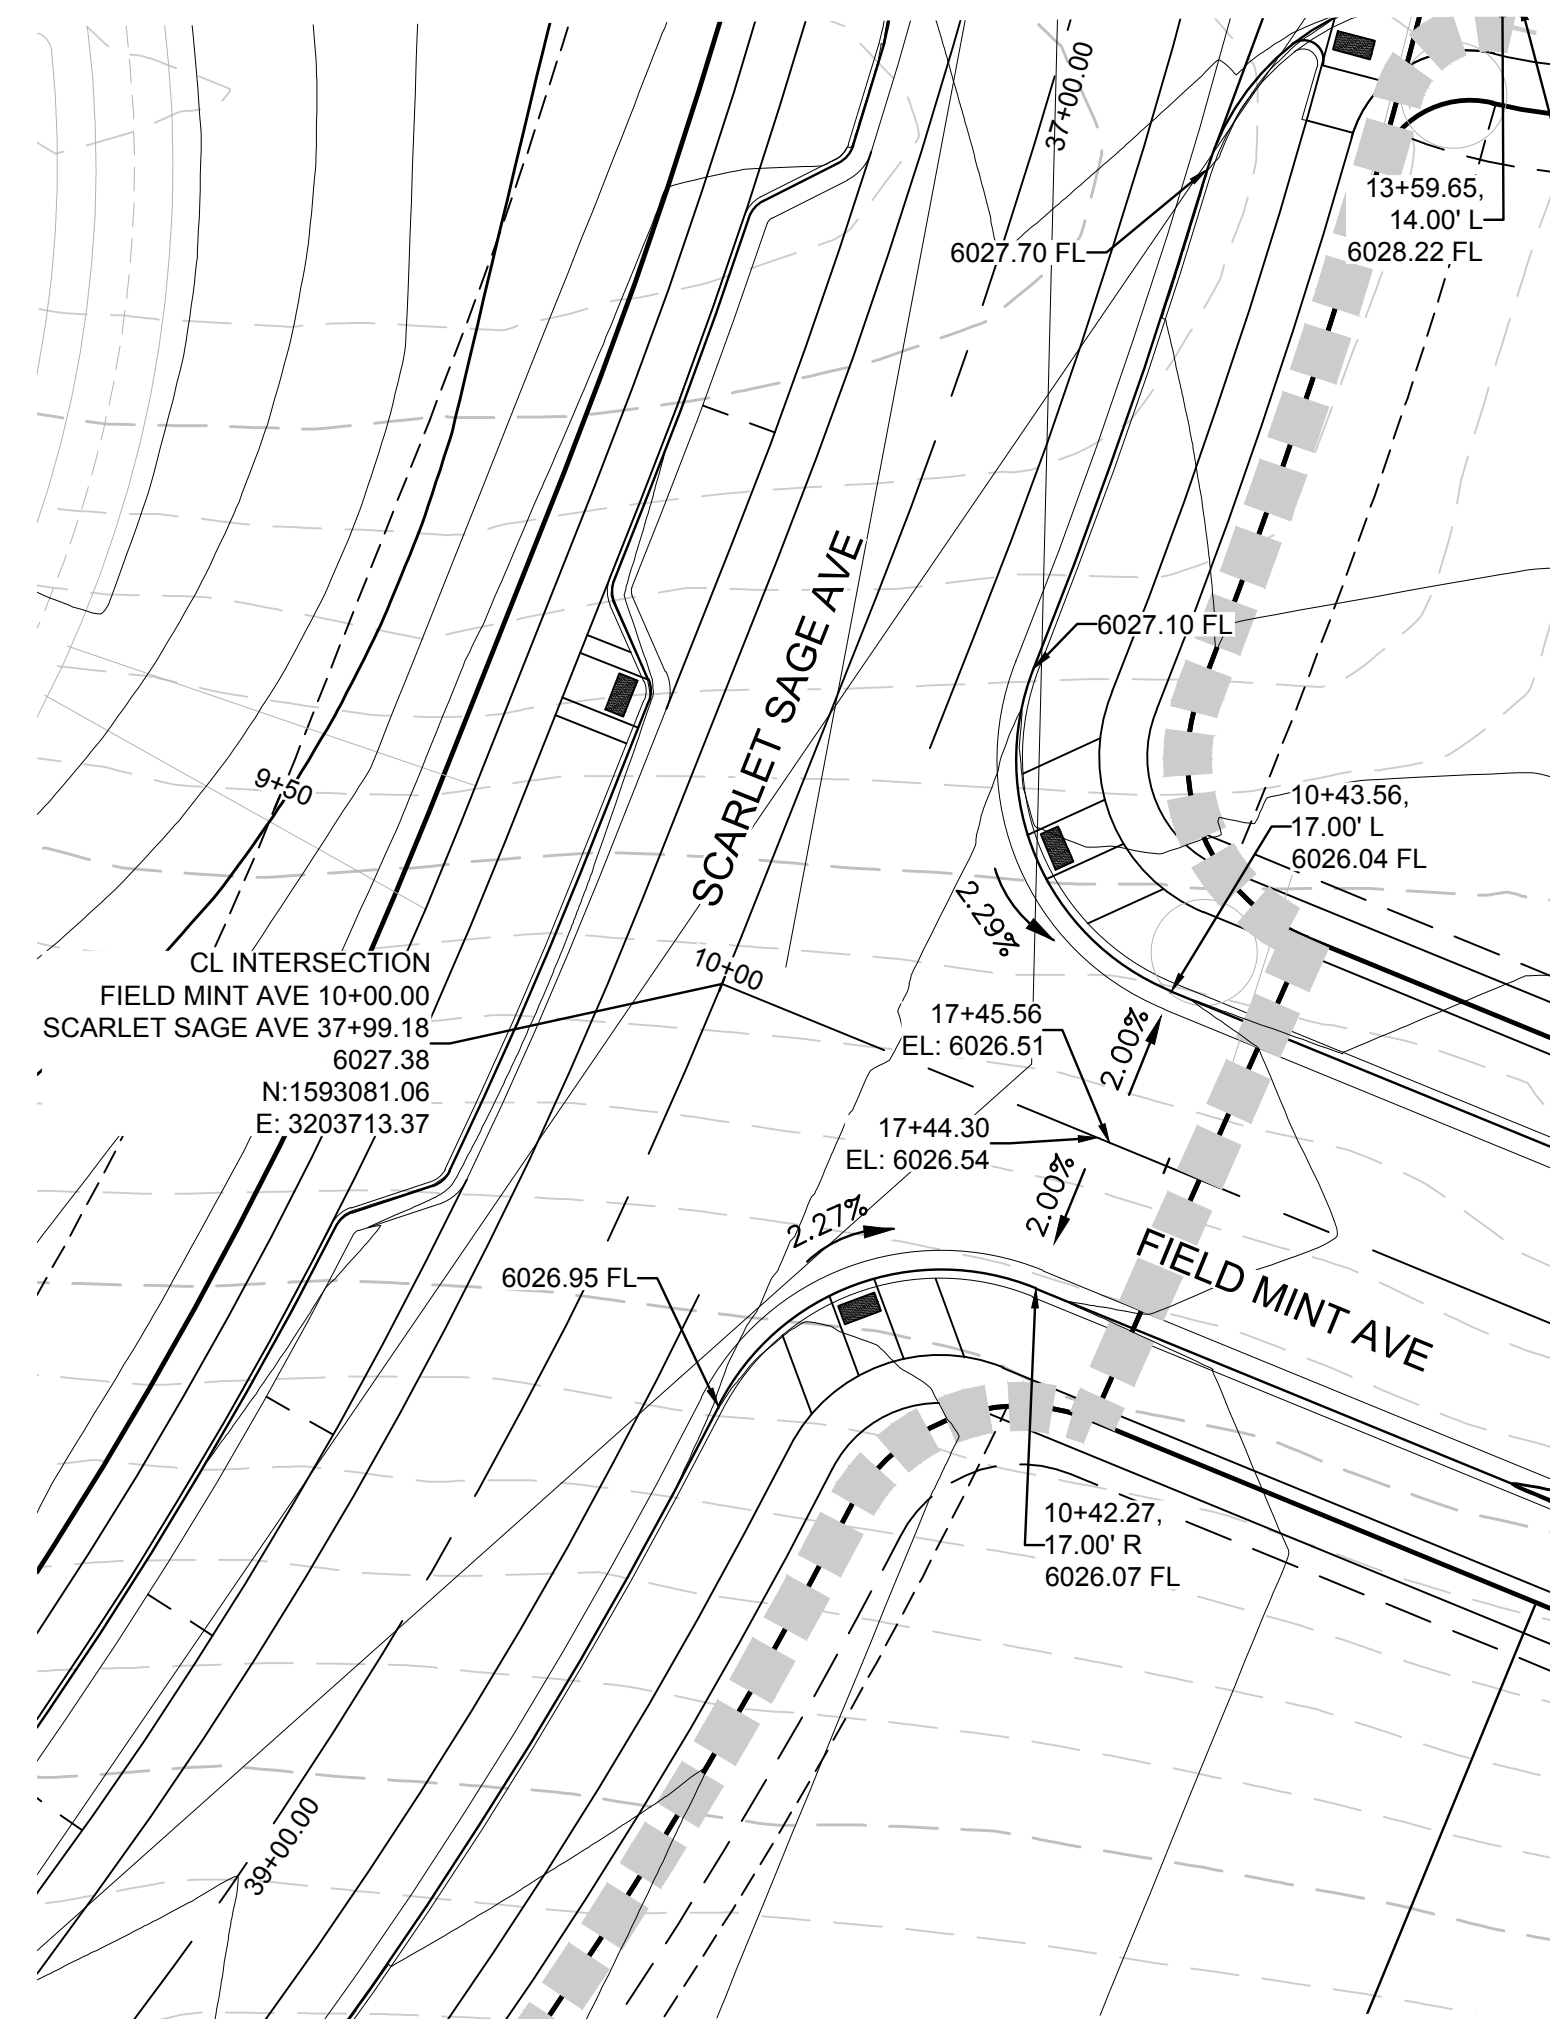 37+00.00
13+59.65,
14.00' L
6028.22 FL
6027.70 FL
SCARLET SAGE AVE
6027.10 FL
9+50
10+43.56,
17.00' L
6026.04 FL
2.29%
CL INTERSECTION
FIELD MINT AVE 10+00.00
SCARLET SAGE AVE 37+99.18
6027.38
N:1593081.06
E: 3203713.37
10+00
17+45.56
EL: 6026.51
2.00%
17+44.30
EL: 6026.54
2.00%
2.27%
FIELD MINT AVE
6026.95 FL
10+42.27,
17.00' R
6026.07 FL
39+00.00